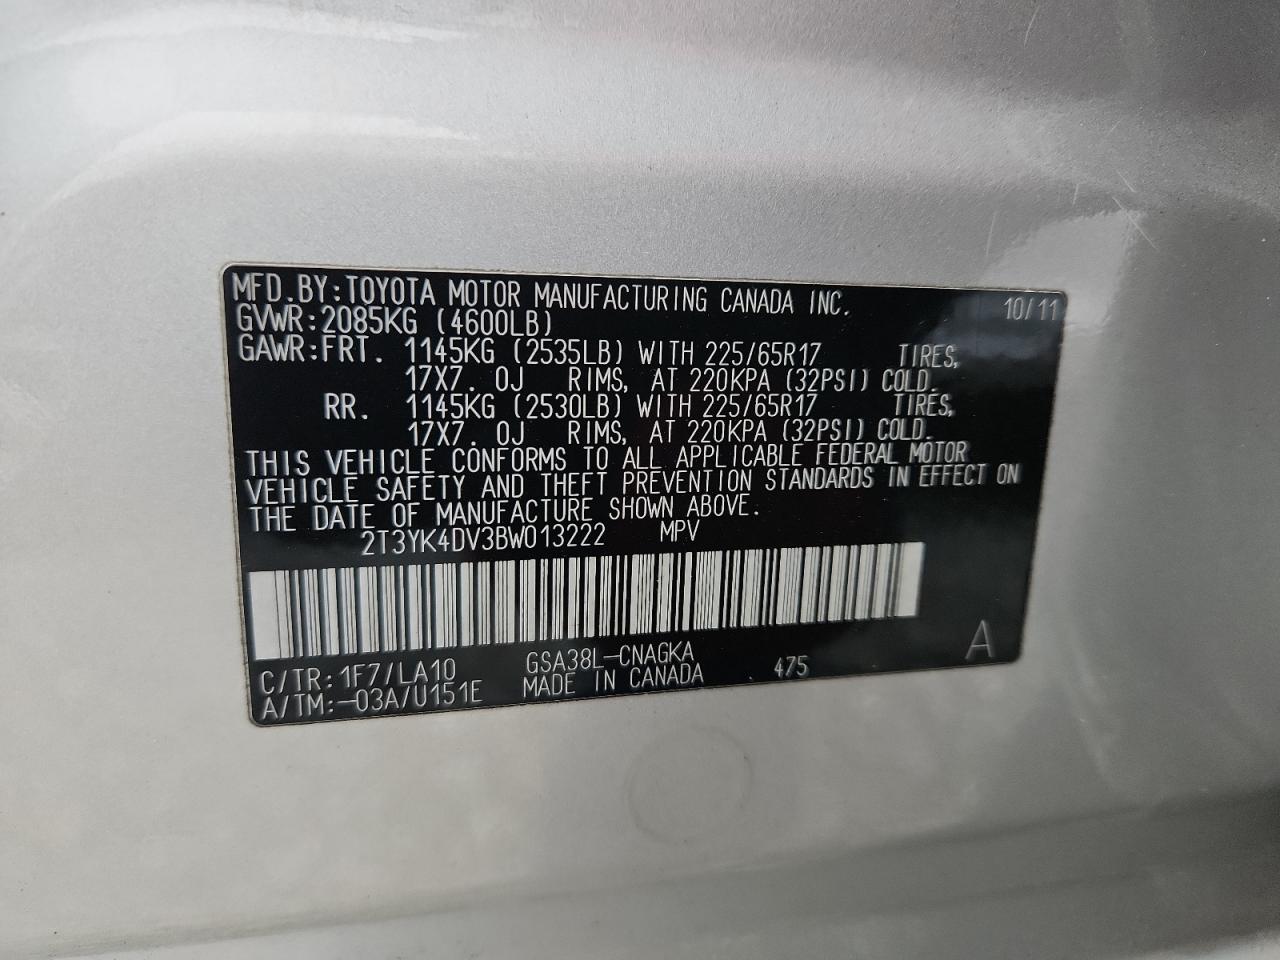 MFD.BY:TOYOTA MOTOR MANUFACTURING CANADA INC. 10/11
GVWR:2085KG (4600LB)
GAWR:FRT. 1145KG (2535LB) WITH 225/65R17 TIRES,
17X7.0J RIMS, AT 220KPA (32PSI) COLD.
RR. 1145KG (2530LB) WITH 225/65R17 TIRES,
17X7.0J RIMS, AT 220KPA (32PSI) COLD.
THIS VEHICLE CONFORMS TO ALL APPLICABLE FEDERAL MOTOR
VEHICLE SAFETY AND THEFT PREVENTION STANDARDS IN EFFECT ON
THE DATE OF MANUFACTURE SHOWN ABOVE.
2T3YK4DV3BW013222 MPV
C/TR:1F7/LA10 GSA38L-CNAGKA A
A/TM:-03A/U151E MADE IN CANADA 475